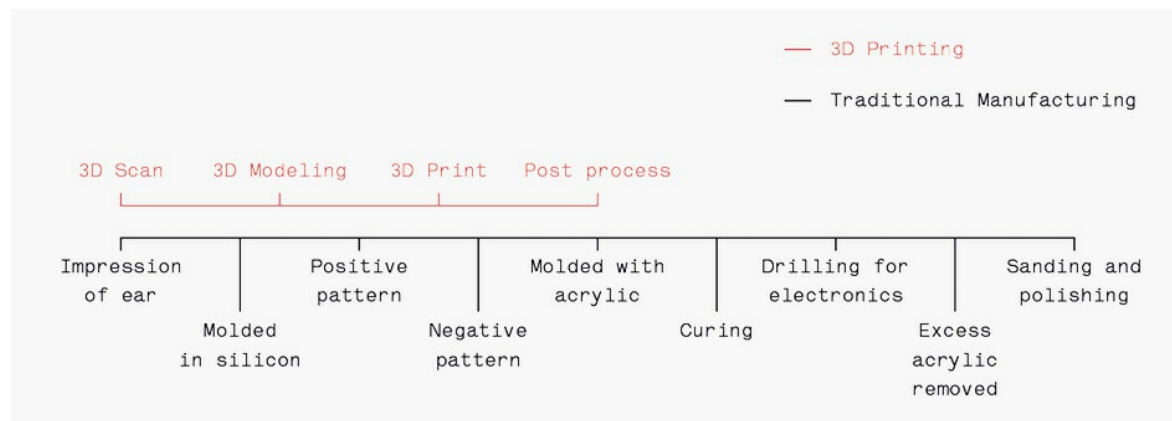 3D Printing
Traditional Manufacturing
3D Scan
3D Modeling
3D Print
Post process
Impression
of ear
Molded
in silicon
Positive
pattern
Negative
pattern
Molded with
acrylic
Curing
Drilling for
electronics
Excess
acrylic
removed
Sanding and
polishing